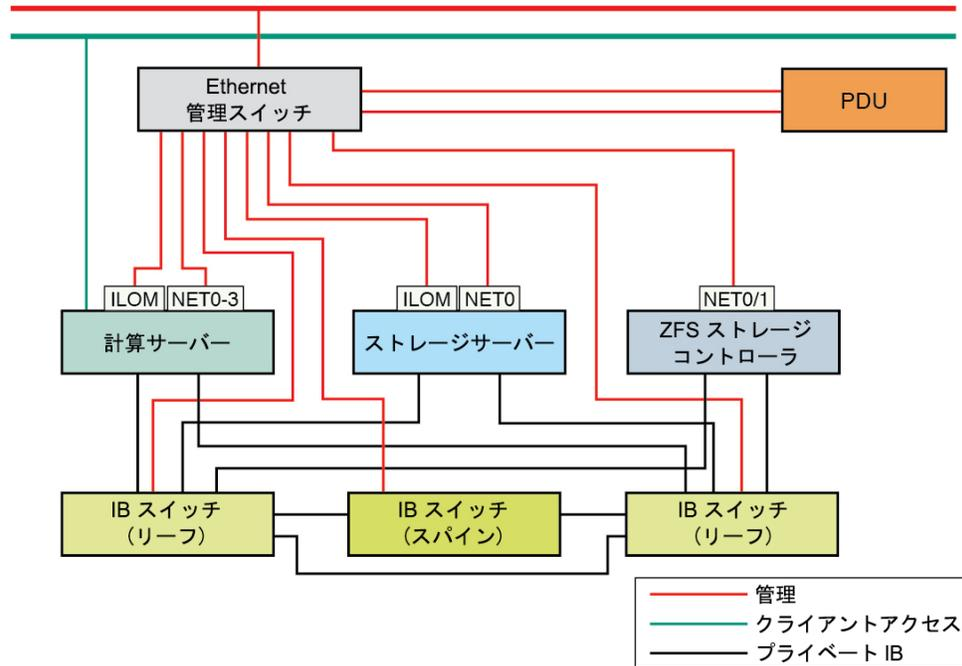 Ethernet
管理スイッチ
PDU
ILOM
NET0-3
ILOM
NET0
NET0/1
計算サーバー
ストレージサーバー
ZFS ストレージ
コントローラ
IB スイッチ
(リーフ)
IB スイッチ
(スパイン)
IB スイッチ
(リーフ)
管理
クライアントアクセス
プライベート IB